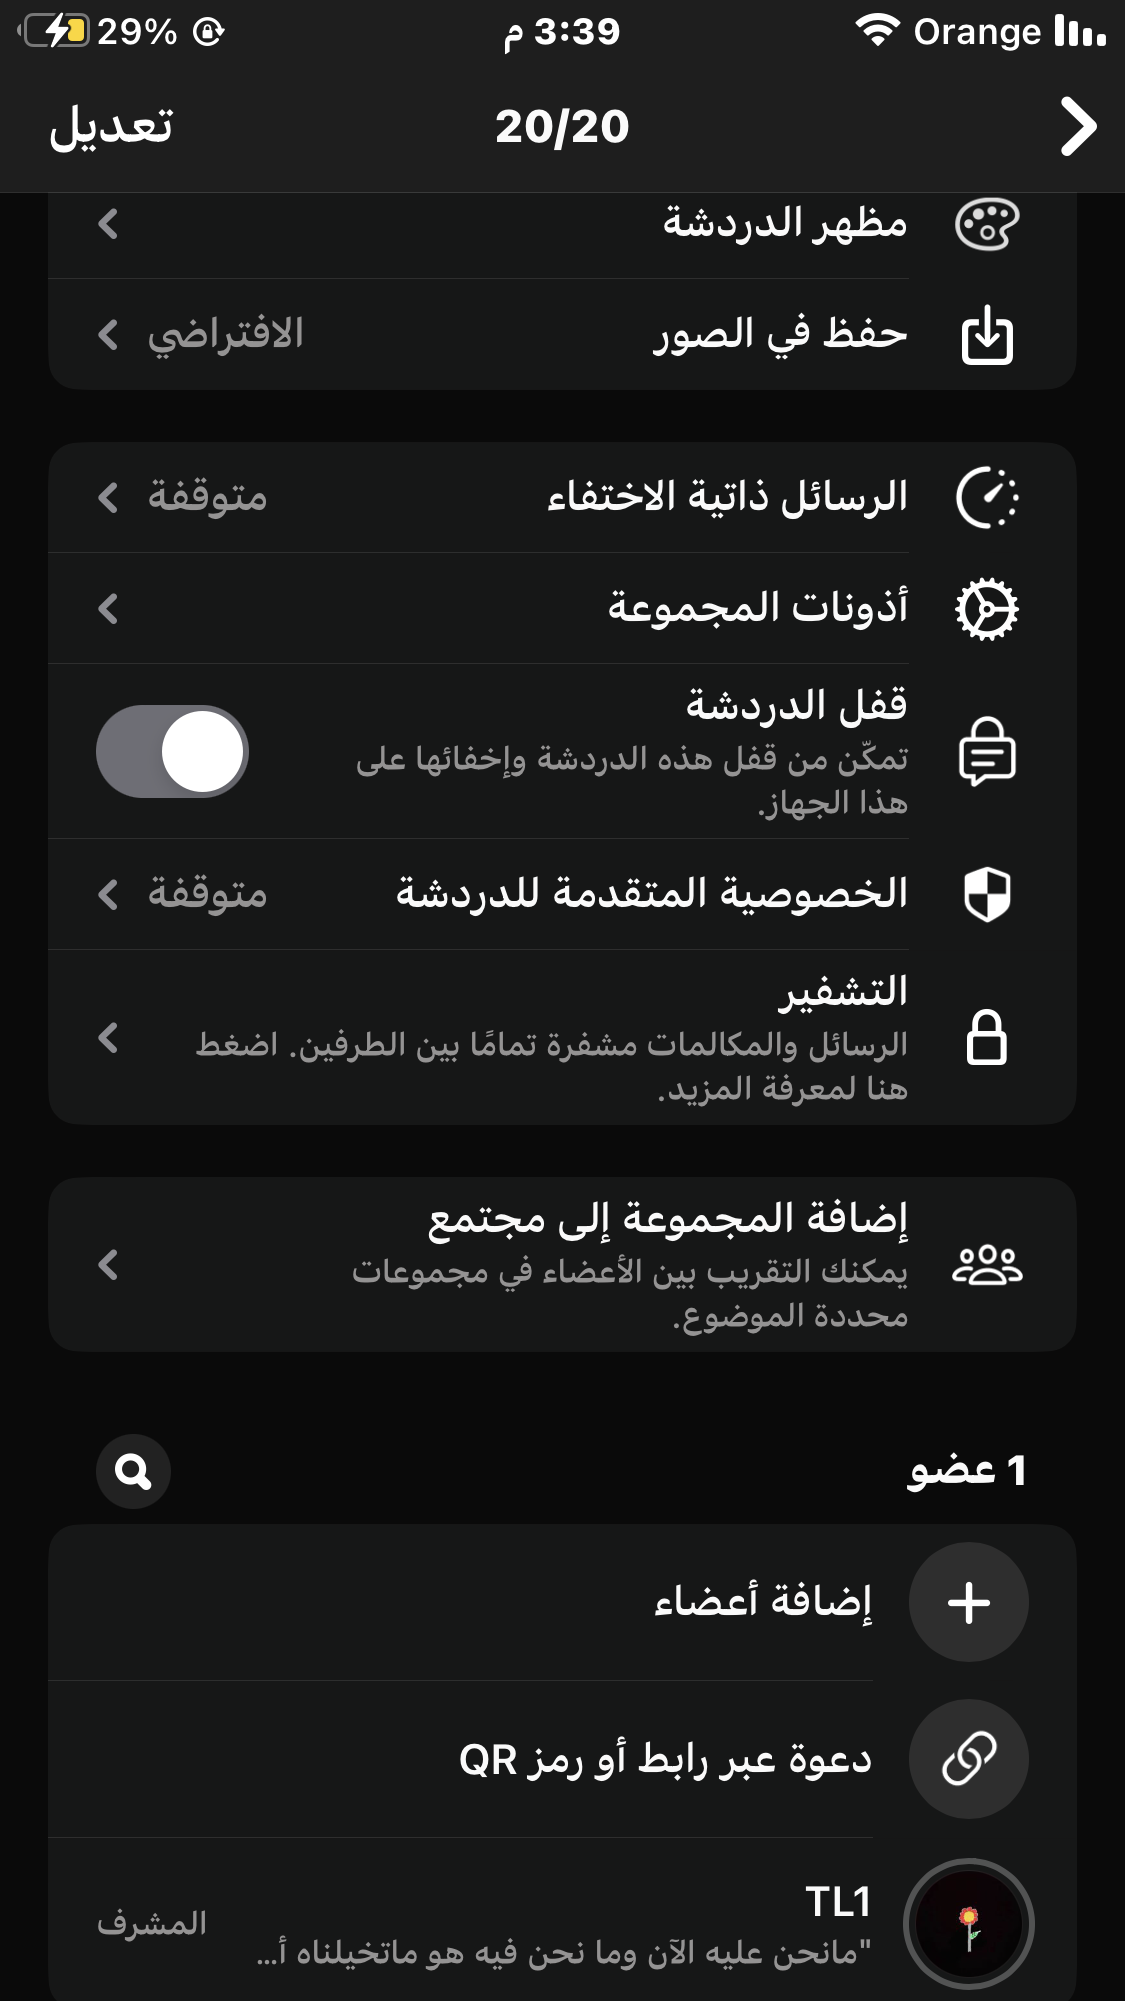 29%
3:39 م
Orange
تعديل
20/20
مظهر الدردشة
حفظ في الصور
الافتراضي
الرسائل ذاتية الاختفاء
متوقفة
أذونات المجموعة
قفل الدردشة
تمكّن من قفل هذه الدردشة وإخفائها على
هذا الجهاز.
الخصوصية المتقدمة للدردشة
متوقفة
التشفير
الرسائل والمكالمات مشفرة تمامًا بين الطرفين. اضغط
هنا لمعرفة المزيد.
إضافة المجموعة إلى مجتمع
يمكنك التقريب بين الأعضاء في مجموعات
محددة الموضوع.
1 عضو
إضافة أعضاء
دعوة عبر رابط أو رمز QR
TL1
المشرف
"مانحن عليه الآن وما نحن فيه هو ماتخيلناه أ...